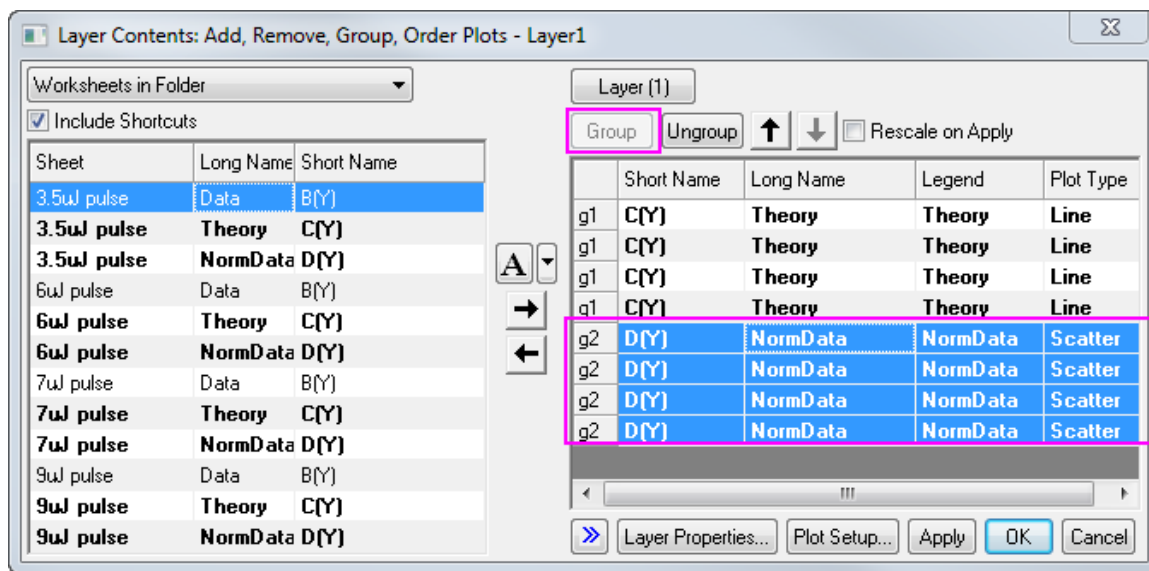 Layer Contents: Add, Remove, Group, Order Plots - Layer1
Worksheets in Folder
Include Shortcuts
Sheet Long Name Short Name
3.5uJ pulse Data B(Y)
3.5uJ pulse Theory C(Y)
3.5uJ pulse NormData D(Y)
6uJ pulse Data B(Y)
6uJ pulse Theory C(Y)
6uJ pulse NormData D(Y)
7uJ pulse Data B(Y)
7uJ pulse Theory C(Y)
7uJ pulse NormData D(Y)
9uJ pulse Data B(Y)
9uJ pulse Theory C(Y)
9uJ pulse NormData D(Y)
A
Layer (1)
Group Ungroup Rescale on Apply
Short Name Long Name Legend Plot Type
g1 C(Y) Theory Theory Line
g1 C(Y) Theory Theory Line
g1 C(Y) Theory Theory Line
g1 C(Y) Theory Theory Line
g2 D(Y) NormData NormData Scatter
g2 D(Y) NormData NormData Scatter
g2 D(Y) NormData NormData Scatter
g2 D(Y) NormData NormData Scatter
Layer Properties... Plot Setup... Apply OK Cancel